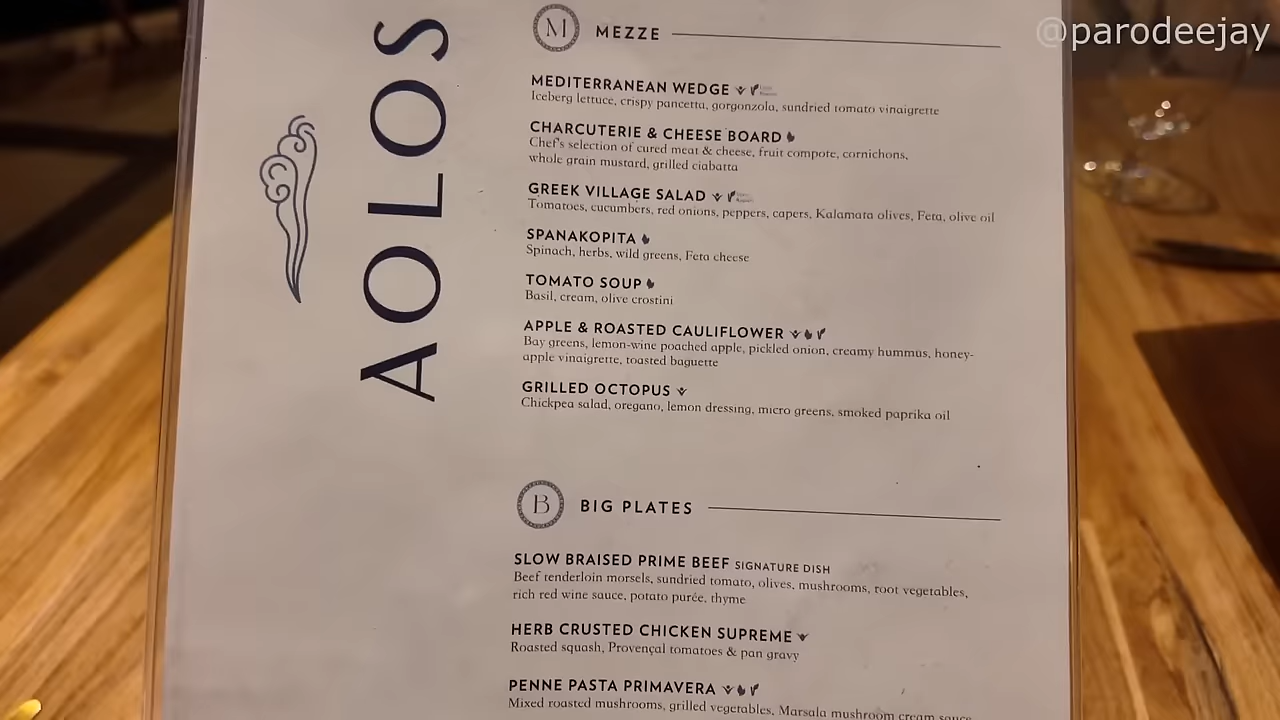 @parodeejay
AOLOS
M MEZZE
MEDITERRANEAN WEDGE
Iceberg lettuce, crispy pancetta, gorgonzola, sundried tomato vinaigrette
CHARCUTERIE & CHEESE BOARD
Chef's selection of cured meat & cheese, fruit compote, cornichons,
whole grain mustard, grilled ciabatta
GREEK VILLAGE SALAD
Tomatoes, cucumbers, red onions, peppers, capers, Kalamata olives, Feta, olive oil
SPANAKOPITA
Spinach, herbs, wild greens, Feta cheese
TOMATO SOUP
Basil, cream, olive crostini
APPLE & ROASTED CAULIFLOWER
Bay greens, lemon-wine poached apple, pickled onion, creamy hummus, honey-
apple vinaigrette, toasted baguette
GRILLED OCTOPUS
Chickpea salad, oregano, lemon dressing, micro greens, smoked paprika oil
B BIG PLATES
SLOW BRAISED PRIME BEEF SIGNATURE DISH
Beef tenderloin morsels, sundried tomato, olives, mushrooms, root vegetables,
rich red wine sauce, potato purée, thyme
HERB CRUSTED CHICKEN SUPREME
Roasted squash, Provençal tomatoes & pan gravy
PENNE PASTA PRIMAVERA
Mixed roasted mushrooms, grilled vegetables, Marsala mushroom cream sauce